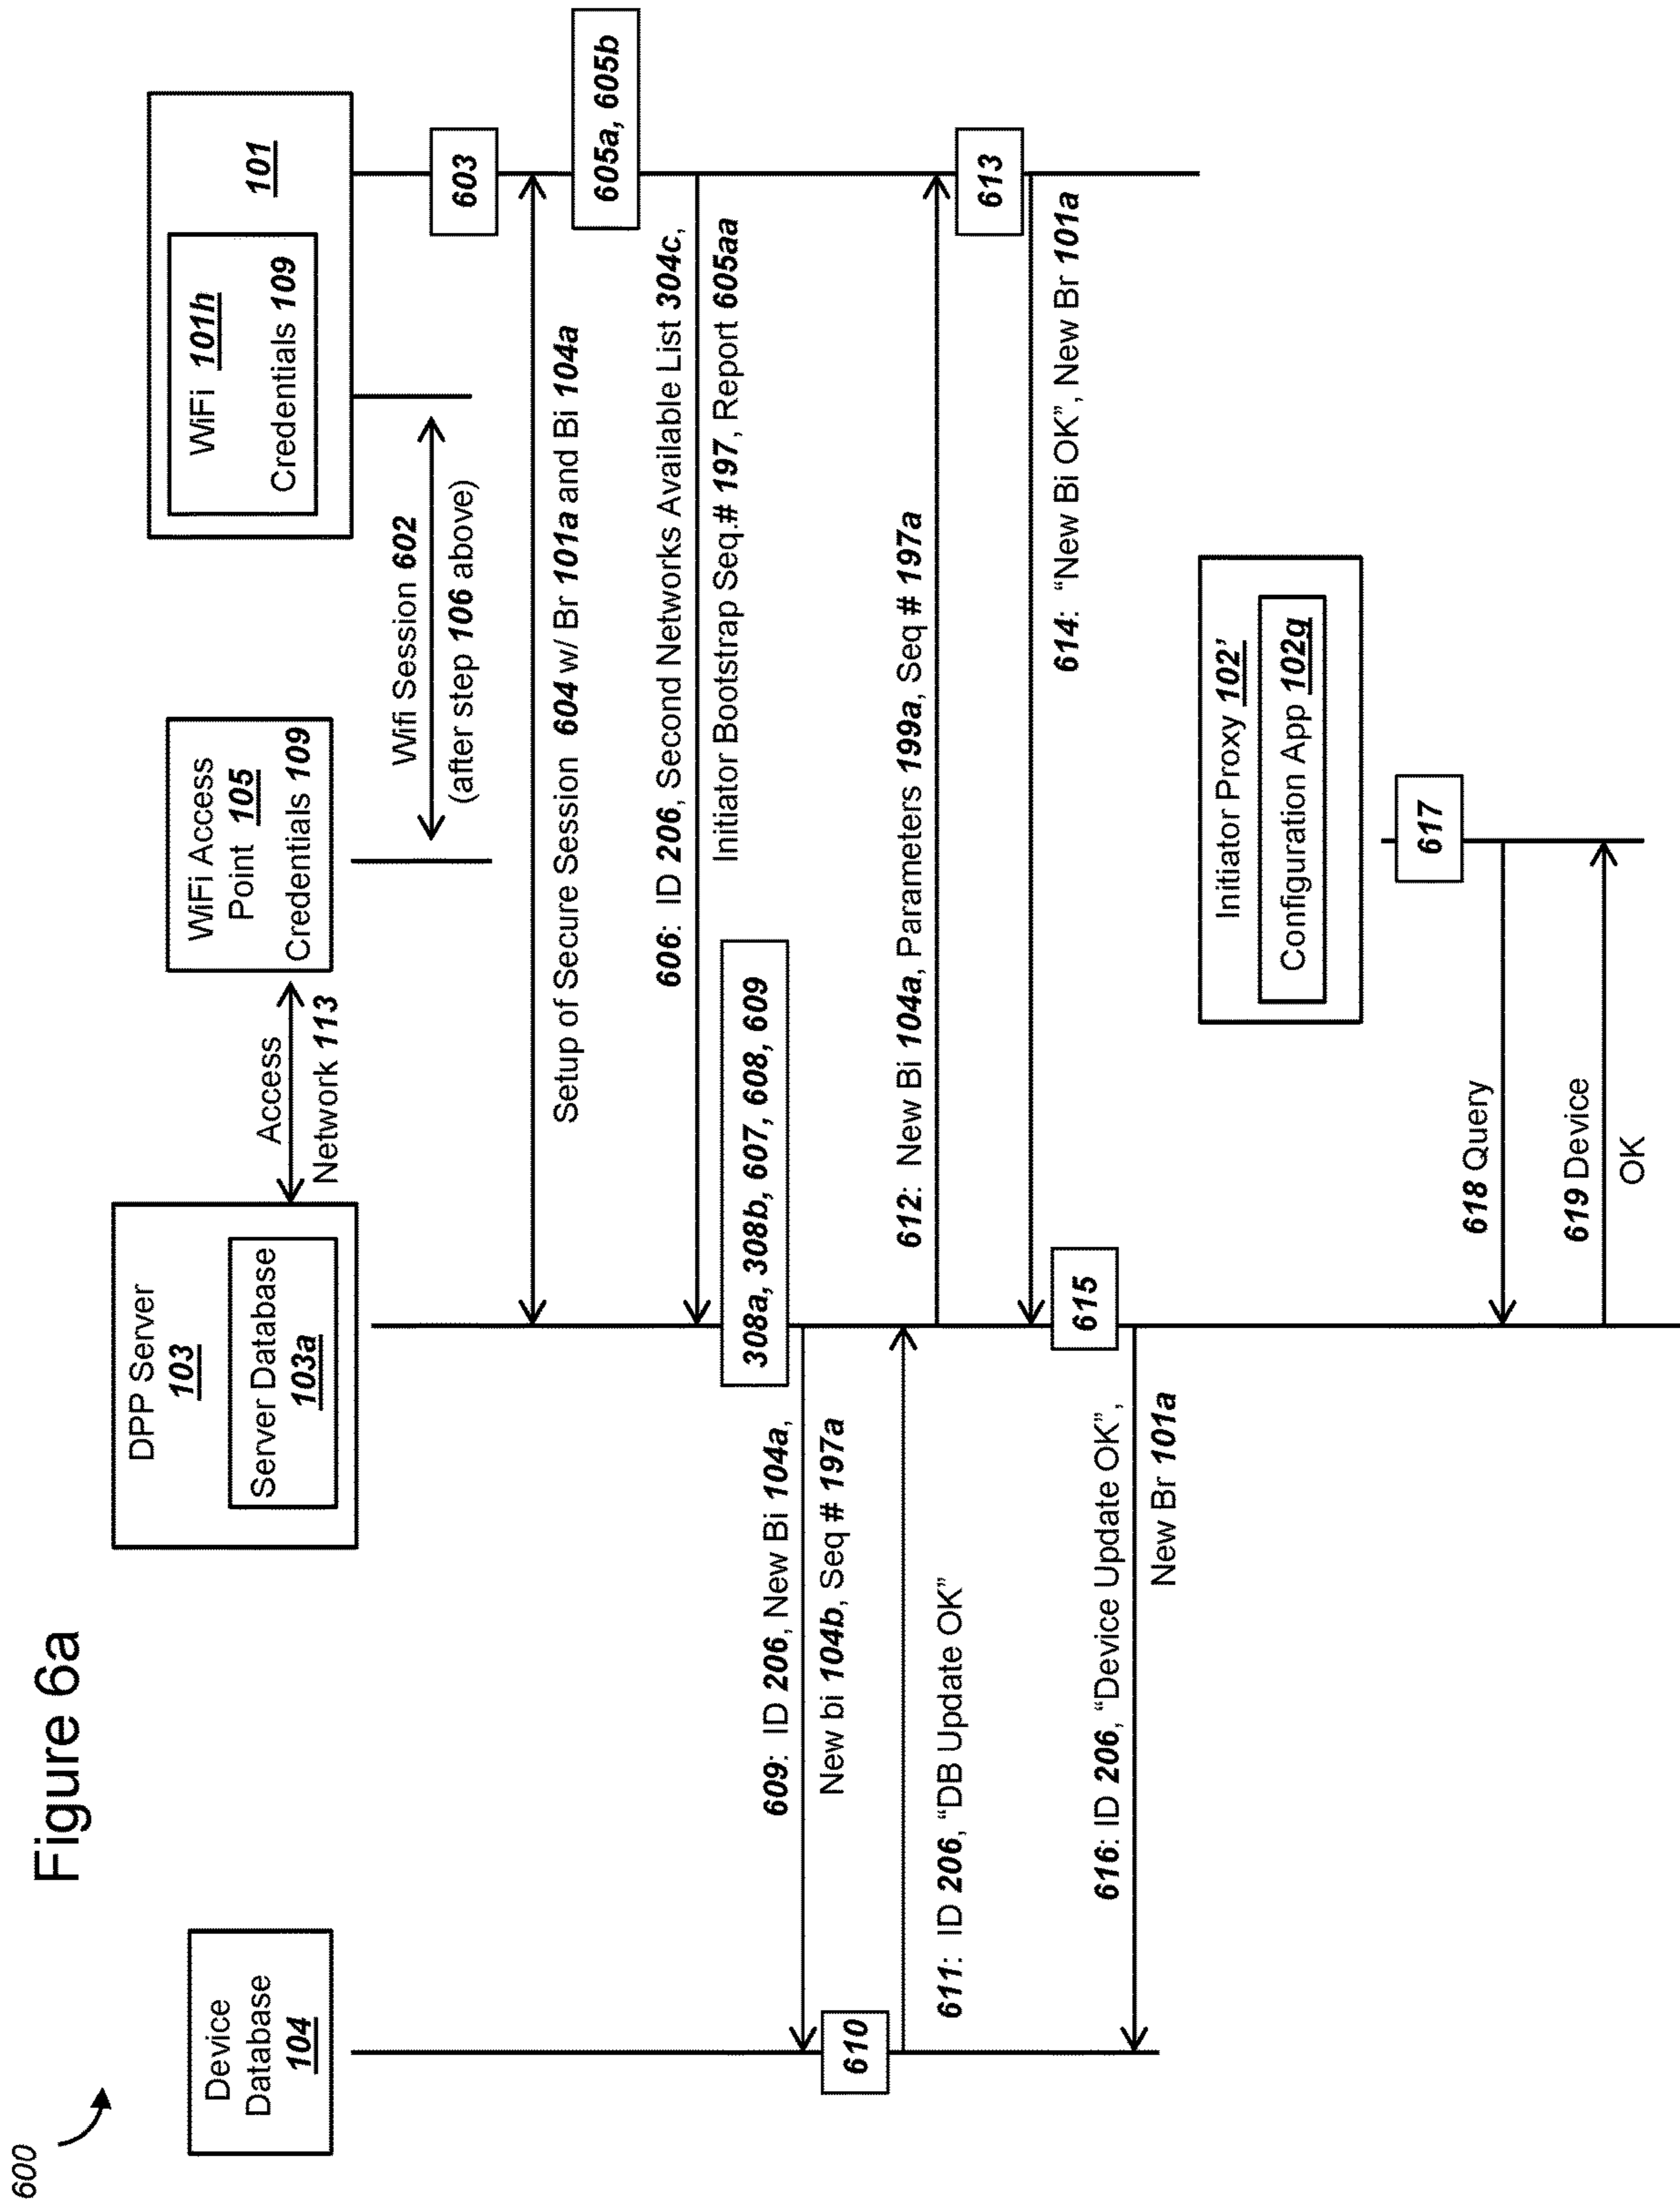 Figure 6a
600
Device
Database
104
DPP Server
103
Server Database
103a
Access
Network 113
WiFi Access
Point 105
Credentials 109
101
WiFi 101h
Credentials 109
Wifi Session 602
(after step 106 above)
603
Setup of Secure Session 604 w/ Br 101a and Bi 104a
605a, 605b
606: ID 206, Second Networks Available List 304c,
Initiator Bootstrap Seq.# 197, Report 605aa
308a, 308b, 607, 608, 609
609: ID 206, New Bi 104a,
New bi 104b, Seq # 197a
610
611: ID 206, “DB Update OK”
612: New Bi 104a, Parameters 199a, Seq # 197a
613
614: “New Bi OK”, New Br 101a
615
616: ID 206, “Device Update OK”,
New Br 101a
Initiator Proxy 102’
Configuration App 102q
617
618 Query
619 Device
OK